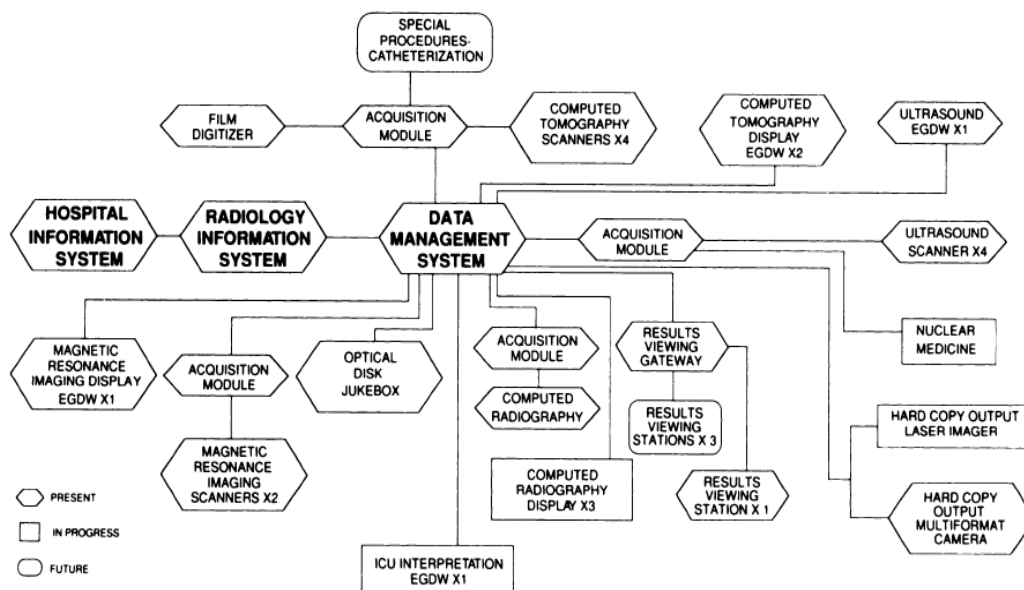 SPECIAL
PROCEDURES-
CATHETERIZATION
FILM
DIGITIZER
ACQUISITION
MODULE
COMPUTED
TOMOGRAPHY
SCANNERS X4
COMPUTED
TOMOGRAPHY
DISPLAY
EGDW X2
ULTRASOUND
EGDW X1
HOSPITAL
INFORMATION
SYSTEM
RADIOLOGY
INFORMATION
SYSTEM
DATA
MANAGEMENT
SYSTEM
ACQUISITION
MODULE
ULTRASOUND
SCANNER X4
MAGNETIC
RESONANCE
IMAGING DISPLAY
EGDW X1
ACQUISITION
MODULE
OPTICAL
DISK
JUKEBOX
ACQUISITION
MODULE
RESULTS
VIEWING
GATEWAY
NUCLEAR
MEDICINE
COMPUTED
RADIOGRAPHY
RESULTS
VIEWING
STATIONS X 3
HARD COPY OUTPUT
LASER IMAGER
MAGNETIC
RESONANCE
IMAGING
SCANNERS X2
COMPUTED
RADIOGRAPHY
DISPLAY X3
RESULTS
VIEWING
STATION X 1
HARD COPY
OUTPUT
MULTIFORMAT
CAMERA
ICU INTERPRETATION
EGDW X1
PRESENT
IN PROGRESS
FUTURE